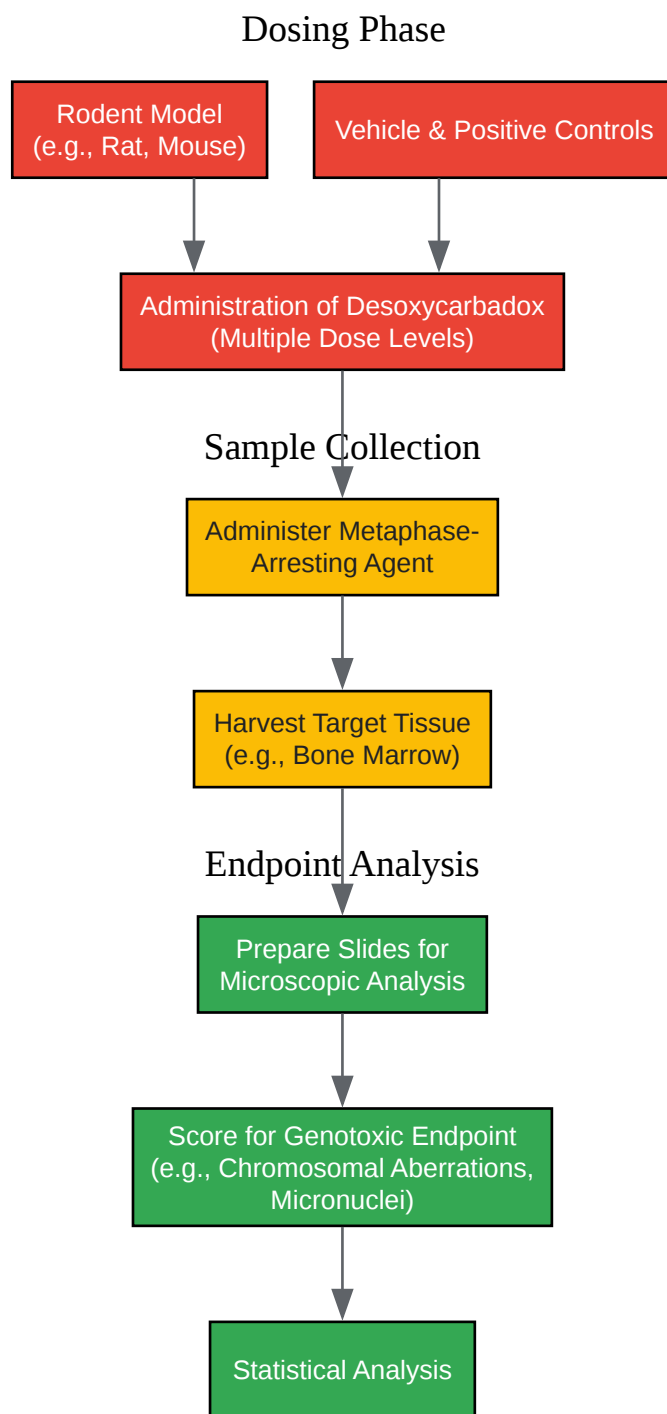 Dosing Phase
Rodent Model
(e.g., Rat, Mouse)
Vehicle & Positive Controls
Administration of Desoxycarbadox
(Multiple Dose Levels)
Sample Collection
Administer Metaphase-
Arresting Agent
Harvest Target Tissue
(e.g., Bone Marrow)
Endpoint Analysis
Prepare Slides for
Microscopic Analysis
Score for Genotoxic Endpoint
(e.g., Chromosomal Aberrations,
Micronuclei)
Statistical Analysis